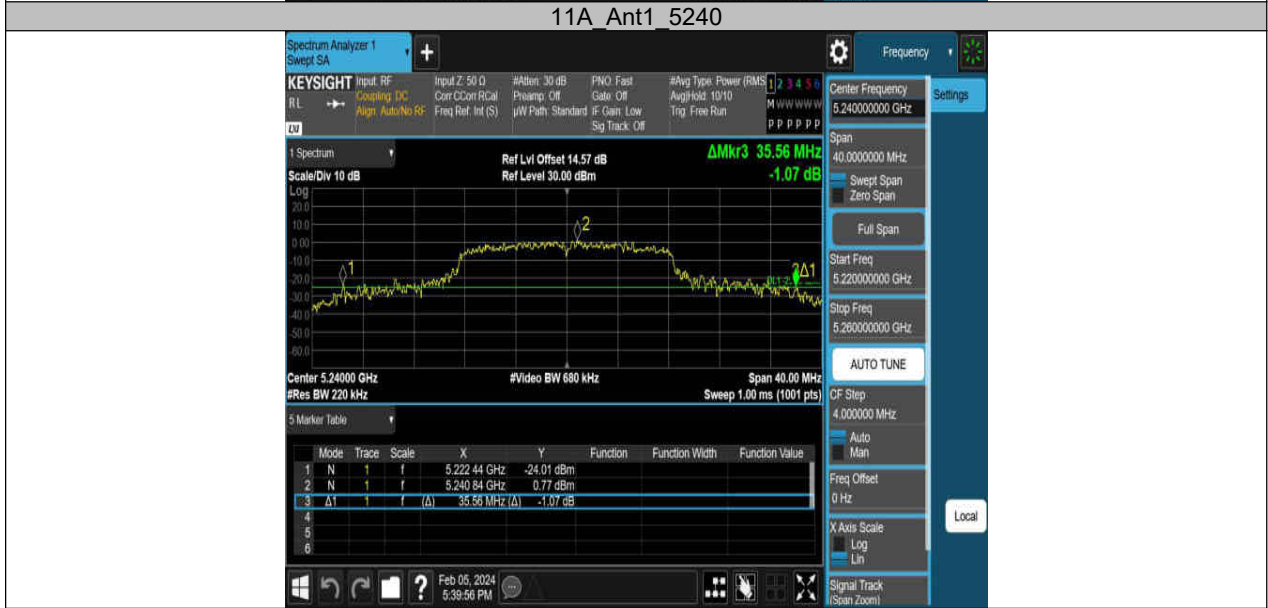 11A_Ant1_5240
Spectrum Analyzer 1
Swept SA
+
Frequency
KEYSIGHT
RL
Input: RF
Coupling: DC
Align: Auto/No RF
Input Z: 50 Ω
Corr CCorr RCal
Freq Ref: Int (S)
#Atten: 30 dB
Preamp: Off
µW Path: Standard
PNO: Fast
Gate: Off
IF Gain: Low
Sig Track: Off
#Avg Type: Power (RMS
Avg|Hold: 10/10
Trig: Free Run
1 2 3 4 5 6
M W W W W W
P P P P P P
LXI
1 Spectrum
Scale/Div 10 dB
Ref Lvl Offset 14.57 dB
Ref Level 30.00 dBm
ΔMkr3 35.56 MHz
-1.07 dB
Log
20.0
10.0
0.00
-10.0
-20.0
-30.0
-40.0
-50.0
-60.0
1
2
3Δ1
Center 5.24000 GHz
#Video BW 680 kHz
Span 40.00 MHz
#Res BW 220 kHz
Sweep 1.00 ms (1001 pts)
5 Marker Table
Mode Trace Scale X Y Function Function Width Function Value
1 N 1 f 5.222 44 GHz -24.01 dBm
2 N 1 f 5.240 84 GHz 0.77 dBm
3 Δ1 1 f (Δ) 35.56 MHz (Δ) -1.07 dB
4
5
6
?
Feb 05, 2024
5:39:56 PM
Center Frequency
5.240000000 GHz
Settings
Span
40.0000000 MHz
Swept Span
Zero Span
Full Span
Start Freq
5.220000000 GHz
Stop Freq
5.260000000 GHz
AUTO TUNE
CF Step
4.000000 MHz
Auto
Man
Freq Offset
0 Hz
X Axis Scale
Log
Lin
Local
Signal Track
(Span Zoom)